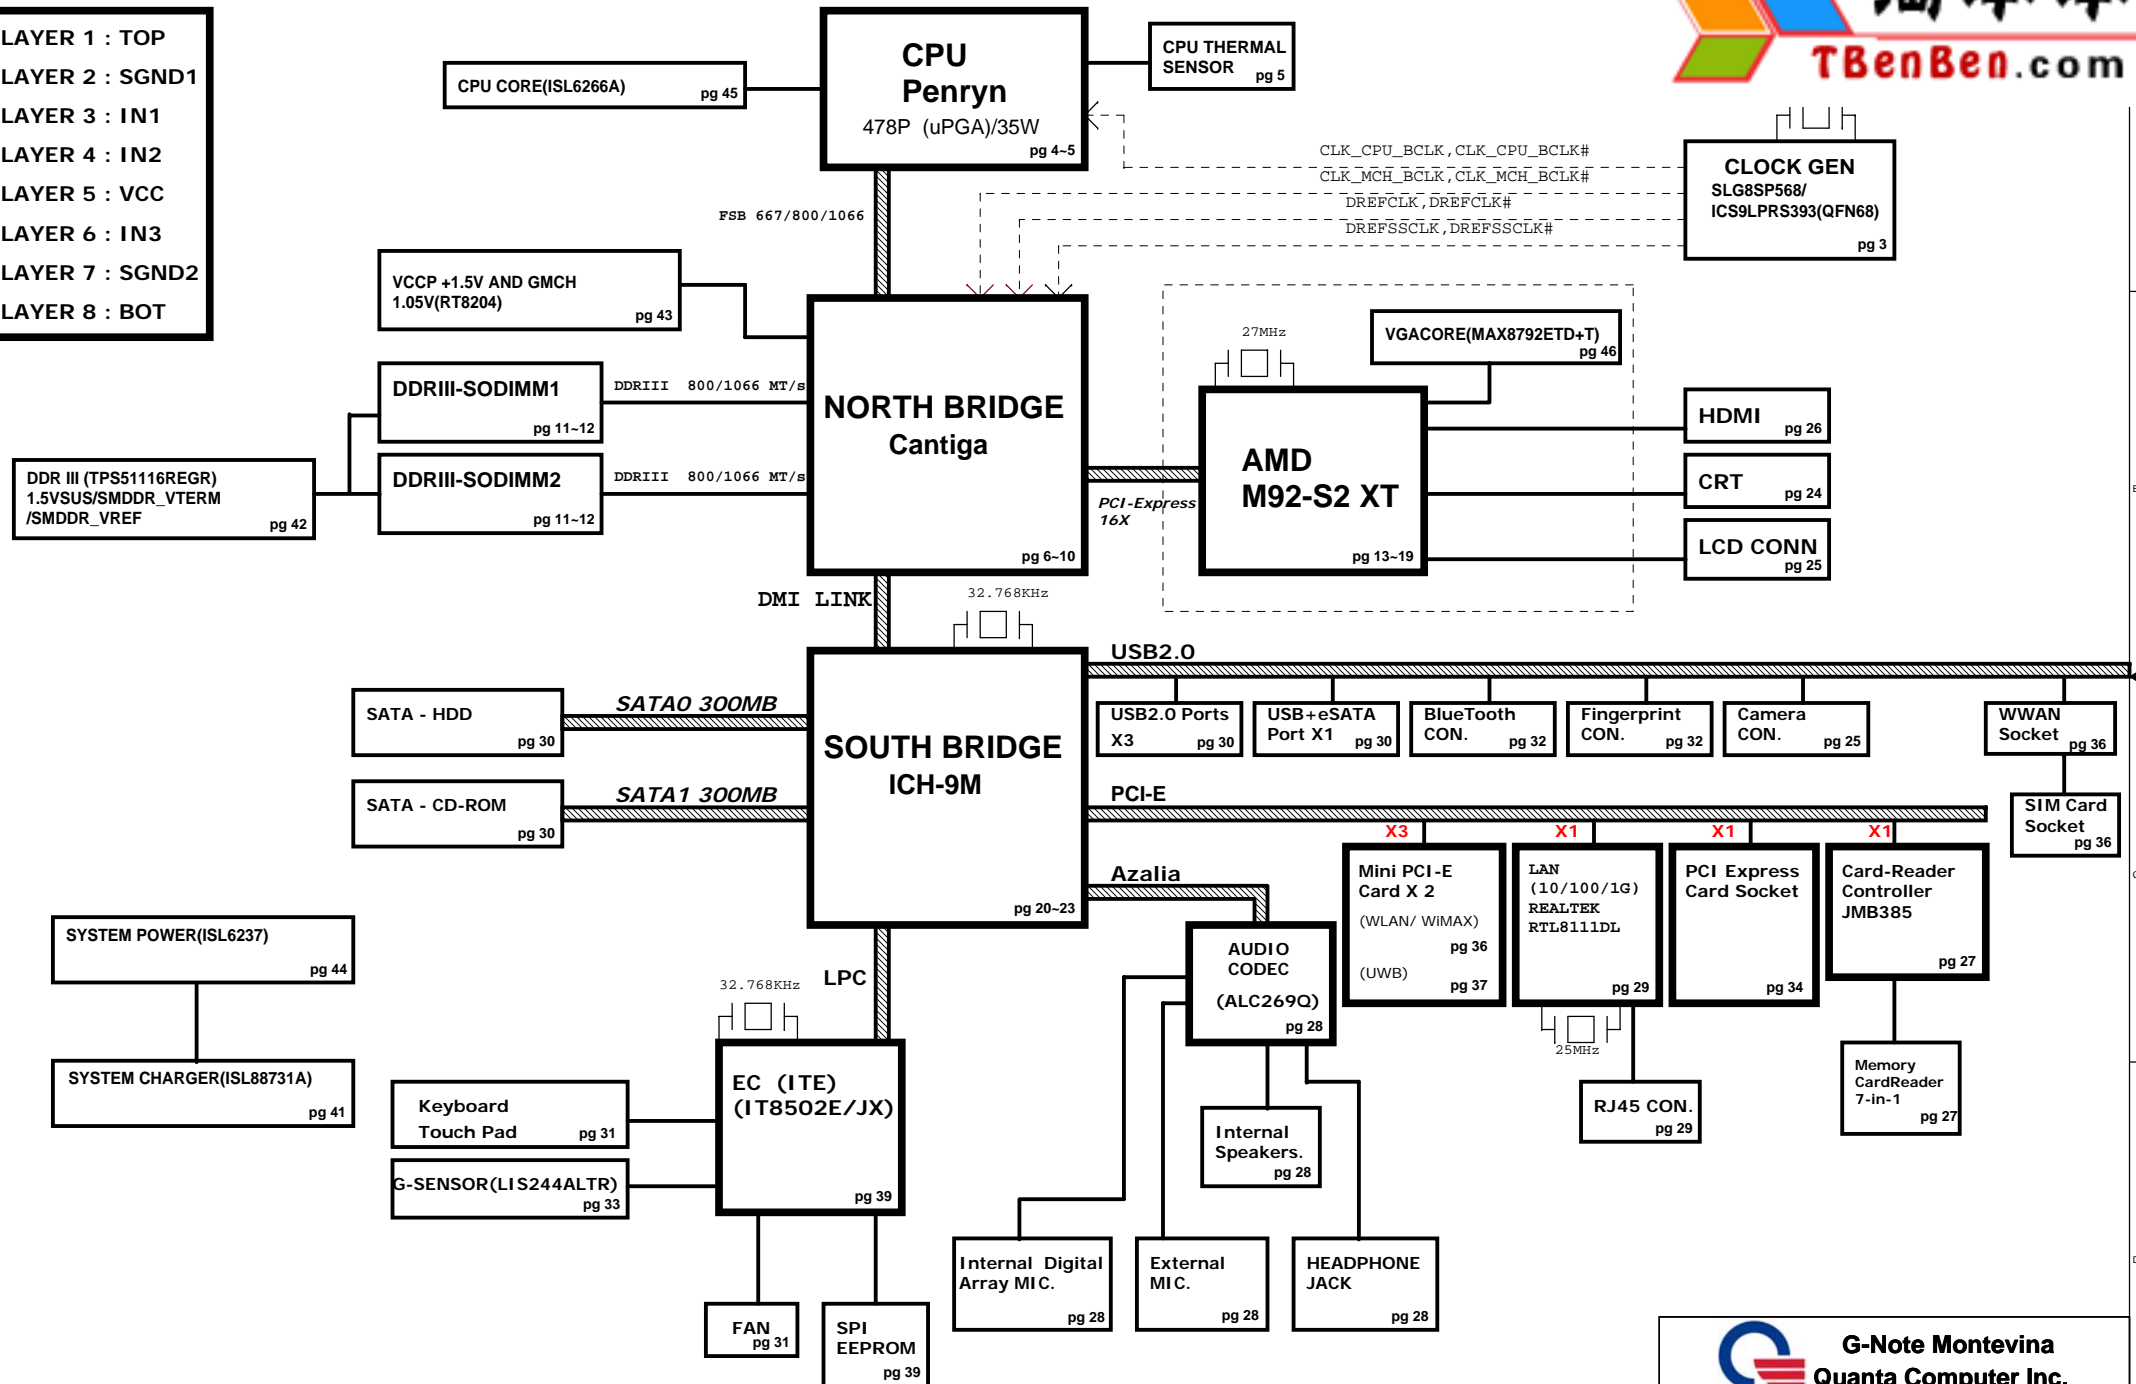 LAYER 1 : TOP
LAYER 2 : SGND1
LAYER 3 : IN1
LAYER 4 : IN2
LAYER 5 : VCC
LAYER 6 : IN3
LAYER 7 : SGND2
LAYER 8 : BOT
CPU CORE(ISL6266A)
pg 45
CPU
Penryn
478P (uPGA)/35W
pg 4~5
CPU THERMAL
SENSOR
pg 5
TBenBen.com
CLK_CPU_BCLK,CLK_CPU_BCLK#
CLK_MCH_BCLK,CLK_MCH_BCLK#
DREFCLK,DREFCLK#
DREFSSCLK,DREFSSCLK#
CLOCK GEN
SLG8SP568/
ICS9LPRS393(QFN68)
pg 3
FSB 667/800/1066
VCCP +1.5V AND GMCH
1.05V(RT8204)
pg 43
DDRIII-SODIMM1
pg 11~12
DDRIII 800/1066 MT/s
DDRIII-SODIMM2
pg 11~12
DDRIII 800/1066 MT/s
DDR III (TPS51116REGR)
1.5VSUS/SMDDR_VTERM
/SMDDR_VREF
pg 42
NORTH BRIDGE
Cantiga
pg 6~10
PCI-Express
16X
27MHz
VGACORE(MAX8792ETD+T)
pg 46
AMD
M92-S2 XT
pg 13~19
HDMI
pg 26
CRT
pg 24
LCD CONN
pg 25
DMI LINK
32.768KHz
SATA - HDD
pg 30
SATA0 300MB
SATA - CD-ROM
pg 30
SATA1 300MB
SOUTH BRIDGE
ICH-9M
pg 20~23
USB2.0
USB2.0 Ports
X3
pg 30
USB+eSATA
Port X1
pg 30
BlueTooth
CON.
pg 32
Fingerprint
CON.
pg 32
Camera
CON.
pg 25
WWAN
Socket
pg 36
SIM Card
Socket
pg 36
PCI-E
X3
X1
X1
X1
Mini PCI-E
Card X 2
(WLAN/ WiMAX)
pg 36
(UWB)
pg 37
LAN
(10/100/1G)
REALTEK
RTL8111DL
pg 29
PCI Express
Card Socket
pg 34
Card-Reader
Controller
JMB385
pg 27
25MHz
RJ45 CON.
pg 29
Memory
CardReader
7-in-1
pg 27
Azalia
AUDIO
CODEC
(ALC269Q)
pg 28
Internal
Speakers.
pg 28
Internal Digital
Array MIC.
pg 28
External
MIC.
pg 28
HEADPHONE
JACK
pg 28
SYSTEM POWER(ISL6237)
pg 44
SYSTEM CHARGER(ISL88731A)
pg 41
LPC
32.768KHz
EC (ITE)
(IT8502E/JX)
pg 39
Keyboard
Touch Pad
pg 31
G-SENSOR(LIS244ALTR)
pg 33
FAN
pg 31
SPI
EEPROM
pg 39
G-Note Montevina
Quanta Computer Inc.